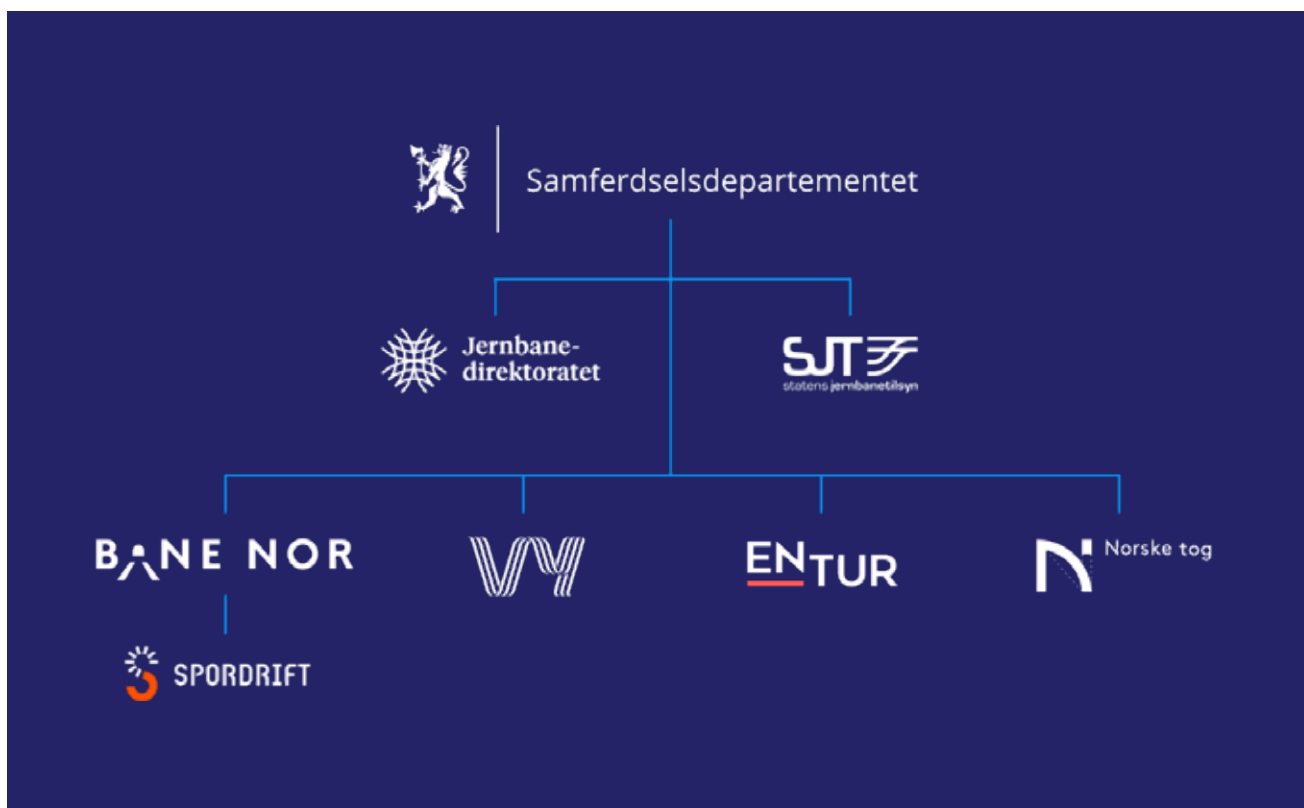 Samferdselsdepartementet
Jernbane-
direktoratet
SJT
statens jernbanetilsyn
BANE NOR
VY
ENTUR
Norske tog
SPORDRIFT